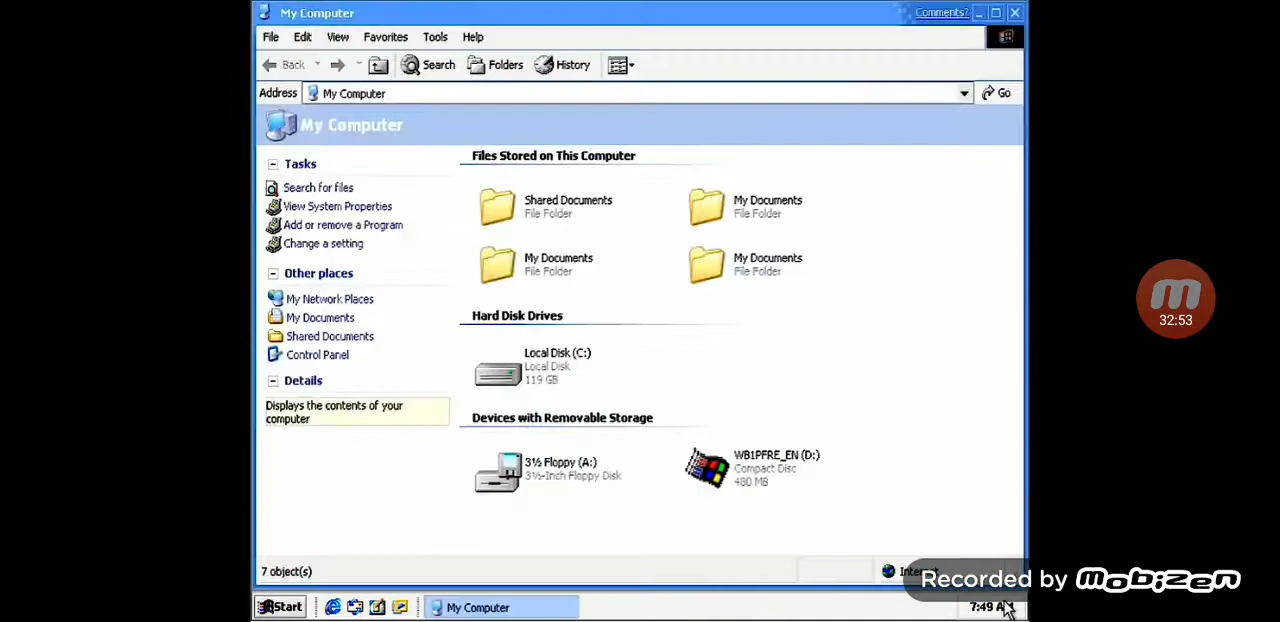 My Computer
Comments?
File Edit View Favorites Tools Help
Back Search Folders History
Address My Computer Go
My Computer
Tasks
Search for files
View System Properties
Add or remove a Program
Change a setting
Other places
My Network Places
My Documents
Shared Documents
Control Panel
Details
Displays the contents of your
computer
Files Stored on This Computer
Shared Documents
File Folder
My Documents
File Folder
My Documents
File Folder
My Documents
File Folder
Hard Disk Drives
Local Disk (C:)
Local Disk
119 GB
Devices with Removable Storage
3½ Floppy (A:)
3½-Inch Floppy Disk
WB1PFRE_EN (D:)
Compact Disc
480 MB
32:53
7 object(s)
Recorded by Mobizen
Start My Computer 7:49